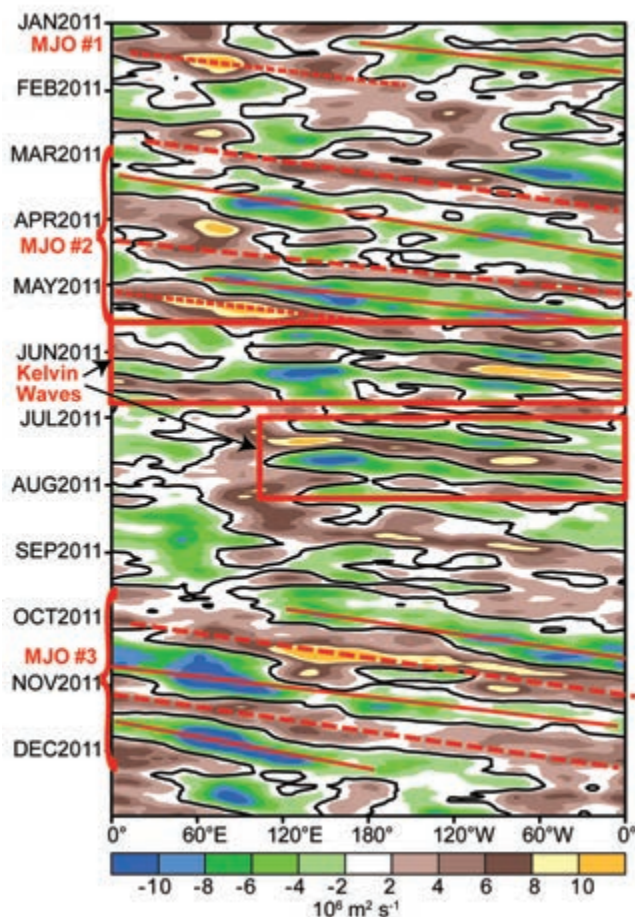 JAN2011
MJO #1
FEB2011
MAR2011
APR2011
MJO #2
MAY2011
JUN2011
Kelvin
Waves
JUL2011
AUG2011
SEP2011
OCT2011
MJO #3
NOV2011
DEC2011
0° 60°E 120°E 180° 120°W 60°W 0°
-10 -8 -6 -4 -2 2 4 6 8 10
10⁶ m² s⁻¹